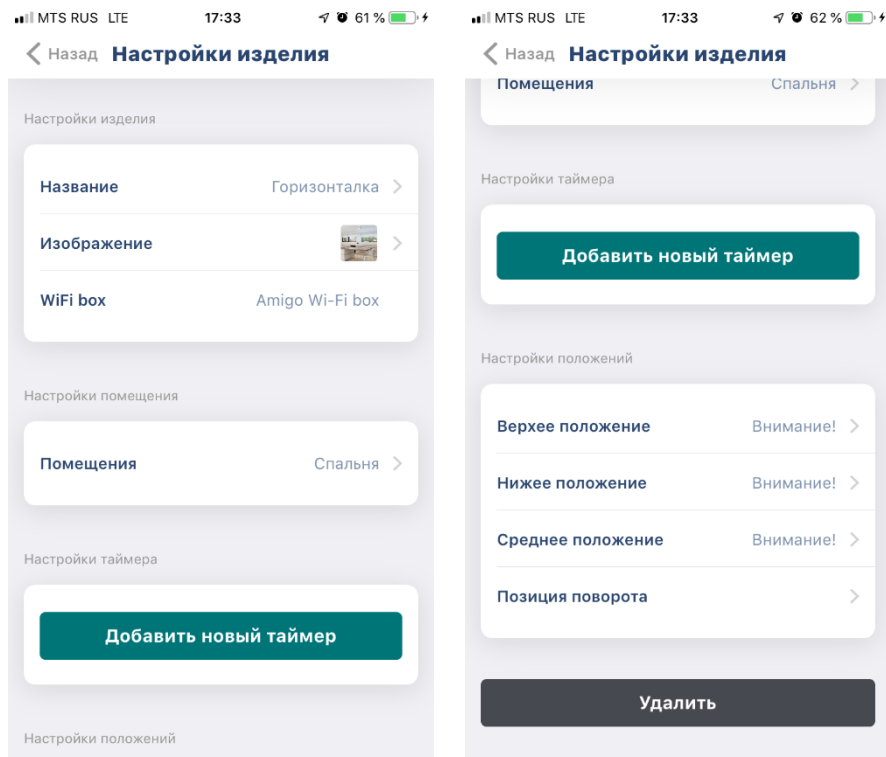 MTS RUS LTE 17:33 61 %
Назад Настройки изделия
Настройки изделия
Название Горизонталка
Изображение
WiFi box Amigo Wi-Fi box
Настройки помещения
Помещения Спальня
Настройки таймера
Добавить новый таймер
Настройки положений
MTS RUS LTE 17:33 62 %
Назад Настройки изделия
Помещения Спальня
Настройки таймера
Добавить новый таймер
Настройки положений
Верхее положение Внимание!
Нижее положение Внимание!
Среднее положение Внимание!
Позиция поворота
Удалить